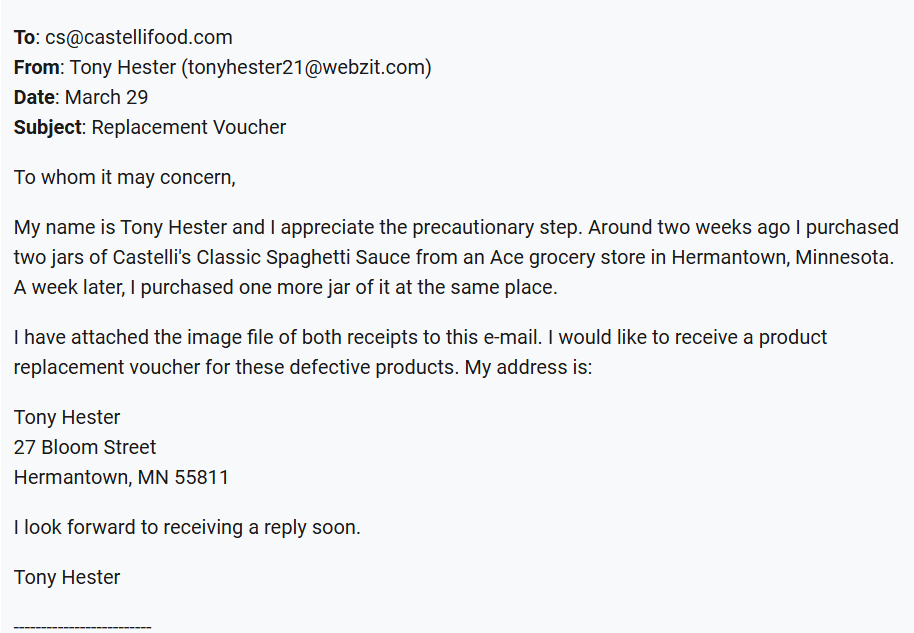 To: cs@castellifood.com
From: Tony Hester (tonyhester21@webzit.com)
Date: March 29
Subject: Replacement Voucher
To whom it may concern,
My name is Tony Hester and I appreciate the precautionary step. Around two weeks ago I purchased
two jars of Castelli's Classic Spaghetti Sauce from an Ace grocery store in Hermantown, Minnesota.
A week later, I purchased one more jar of it at the same place.
I have attached the image file of both receipts to this e-mail. I would like to receive a product
replacement voucher for these defective products. My address is:
Tony Hester
27 Bloom Street
Hermantown, MN 55811
I look forward to receiving a reply soon.
Tony Hester
-------------------------